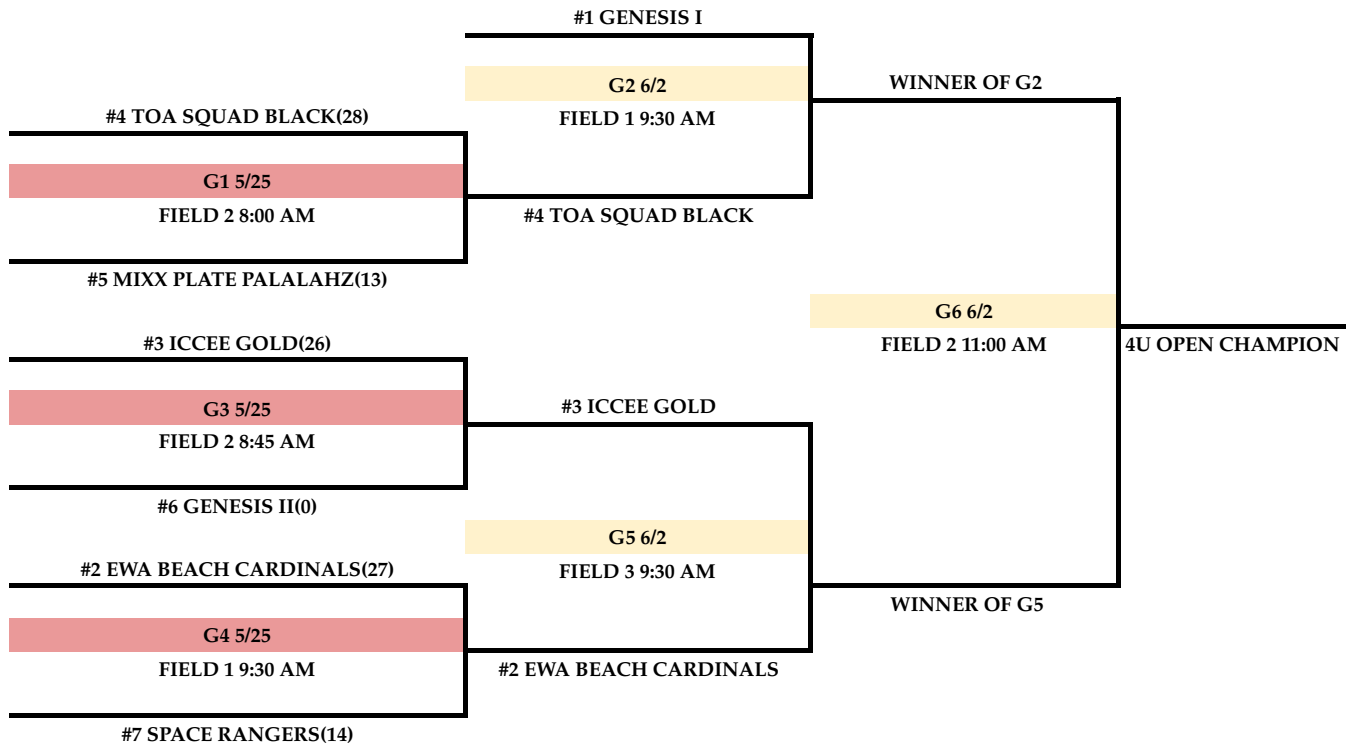 #1 GENESIS I
G2 6/2
FIELD 1 9:30 AM
WINNER OF G2
#4 TOA SQUAD BLACK(28)
G1 5/25
FIELD 2 8:00 AM
#4 TOA SQUAD BLACK
#5 MIXX PLATE PALALAHZ(13)
G6 6/2
FIELD 2 11:00 AM
4U OPEN CHAMPION
#3 ICCEE GOLD(26)
G3 5/25
FIELD 2 8:45 AM
#3 ICCEE GOLD
#6 GENESIS II(0)
G5 6/2
FIELD 3 9:30 AM
WINNER OF G5
#2 EWA BEACH CARDINALS(27)
G4 5/25
FIELD 1 9:30 AM
#2 EWA BEACH CARDINALS
#7 SPACE RANGERS(14)